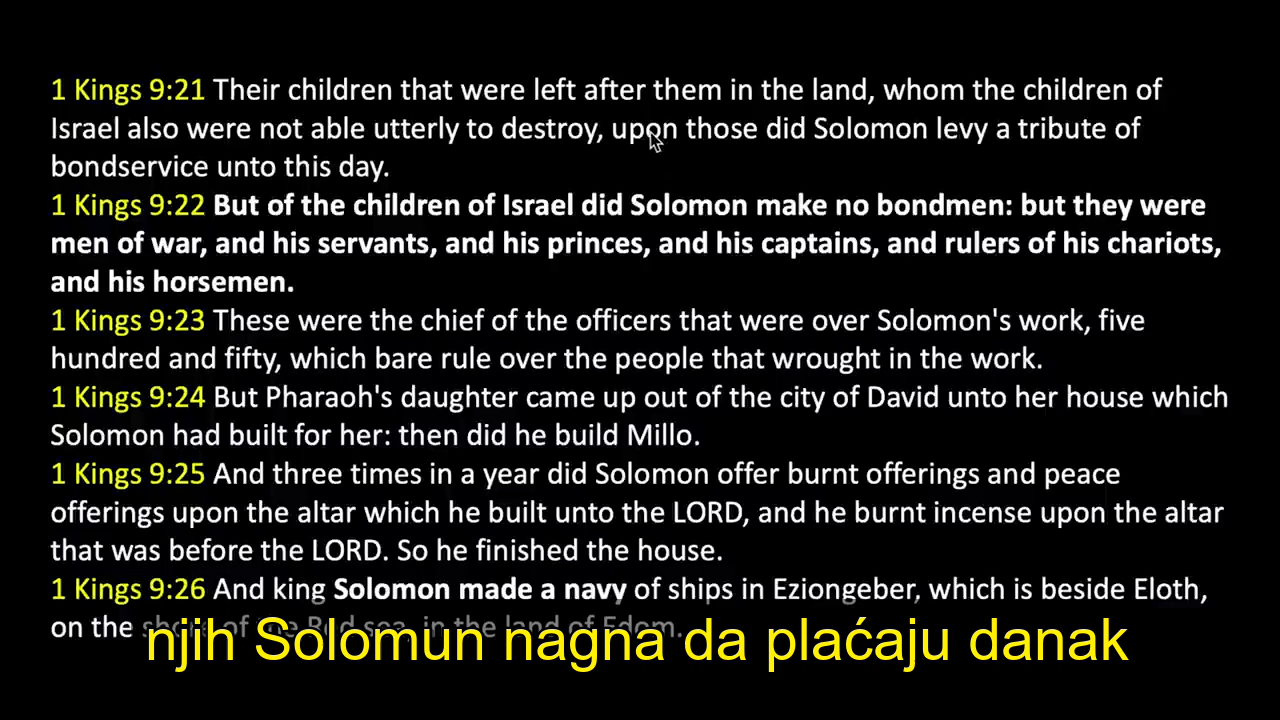 1 Kings 9:21 Their children that were left after them in the land, whom the children of
Israel also were not able utterly to destroy, upon those did Solomon levy a tribute of
bondservice unto this day.
1 Kings 9:22 But of the children of Israel did Solomon make no bondmen: but they were
men of war, and his servants, and his princes, and his captains, and rulers of his chariots,
and his horsemen.
1 Kings 9:23 These were the chief of the officers that were over Solomon's work, five
hundred and fifty, which bare rule over the people that wrought in the work.
1 Kings 9:24 But Pharaoh's daughter came up out of the city of David unto her house which
Solomon had built for her: then did he build Millo.
1 Kings 9:25 And three times in a year did Solomon offer burnt offerings and peace
offerings upon the altar which he built unto the LORD, and he burnt incense upon the altar
that was before the LORD. So he finished the house.
1 Kings 9:26 And king Solomon made a navy of ships in Eziongeber, which is beside Eloth,
on the shore of the Red sea, in the land of Edom.
njih Solomun nagna da plaćaju danak